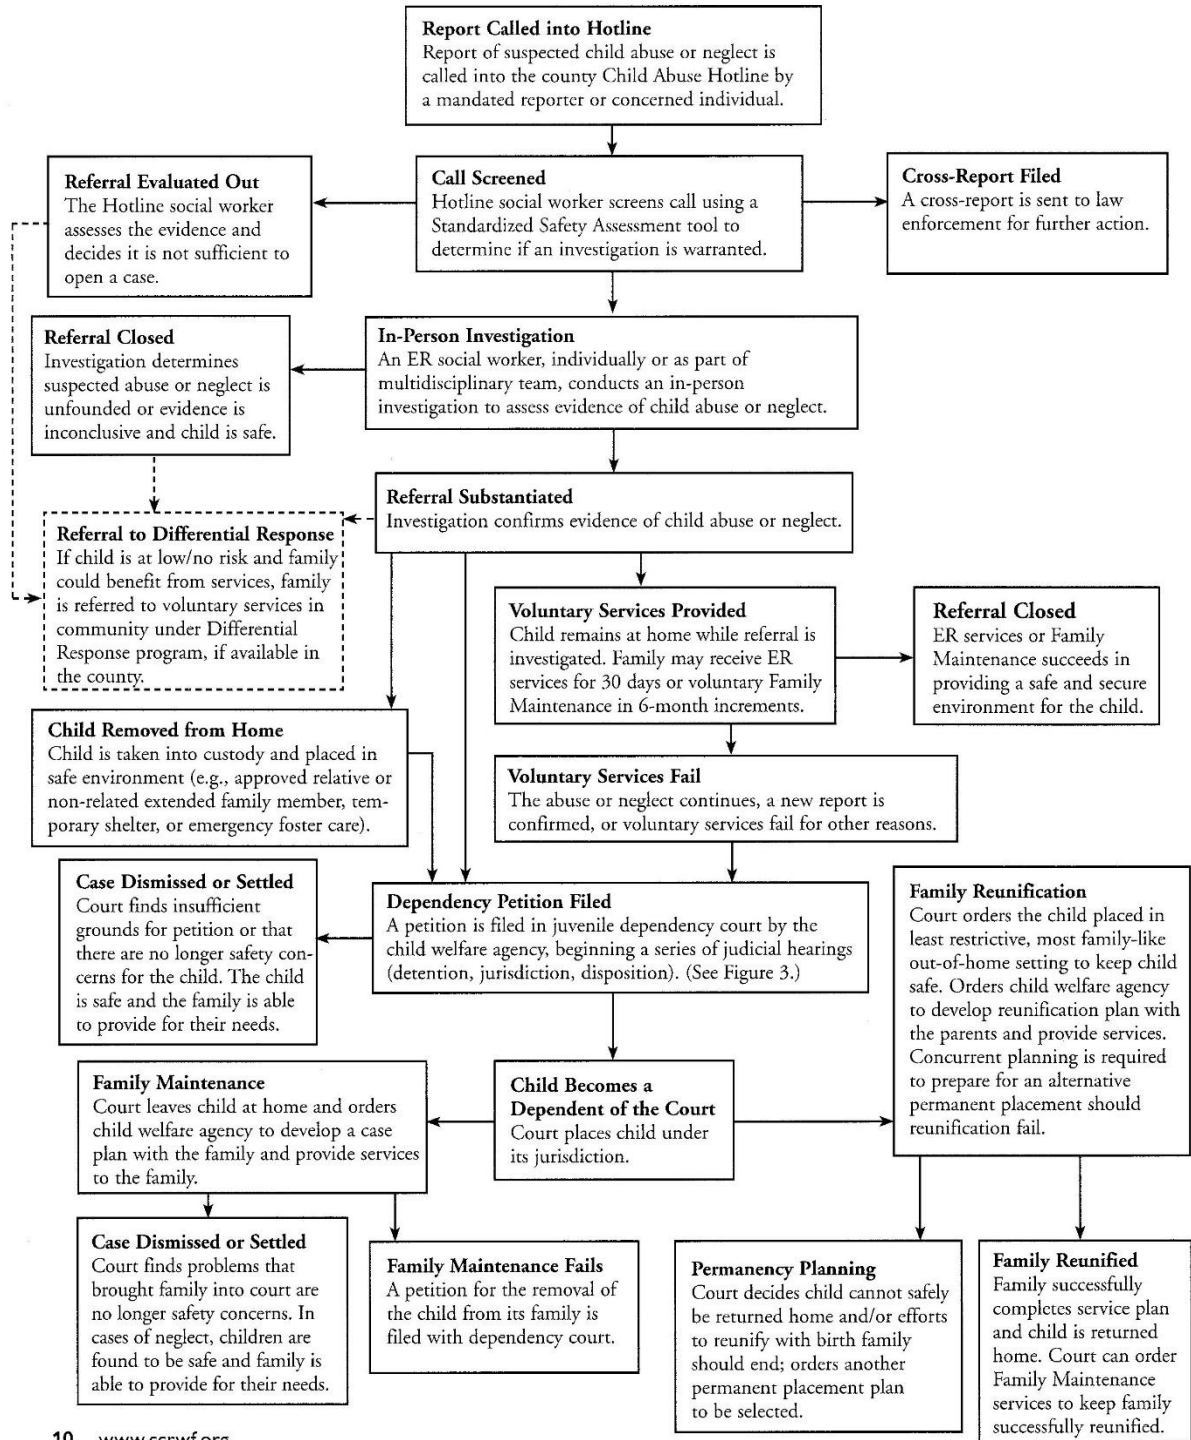 Report Called into Hotline
Report of suspected child abuse or neglect is
called into the county Child Abuse Hotline by
a mandated reporter or concerned individual.
Referral Evaluated Out
The Hotline social worker
assesses the evidence and
decides it is not sufficient to
open a case.
Call Screened
Hotline social worker screens call using a
Standardized Safety Assessment tool to
determine if an investigation is warranted.
Cross-Report Filed
A cross-report is sent to law
enforcement for further action.
Referral Closed
Investigation determines
suspected abuse or neglect is
unfounded or evidence is
inconclusive and child is safe.
In-Person Investigation
An ER social worker, individually or as part of
multidisciplinary team, conducts an in-person
investigation to assess evidence of child abuse or neglect.
Referral Substantiated
Investigation confirms evidence of child abuse or neglect.
Referral to Differential Response
If child is at low/no risk and family
could benefit from services, family
is referred to voluntary services in
community under Differential
Response program, if available in
the county.
Voluntary Services Provided
Child remains at home while referral is
investigated. Family may receive ER
services for 30 days or voluntary Family
Maintenance in 6-month increments.
Referral Closed
ER services or Family
Maintenance succeeds in
providing a safe and secure
environment for the child.
Child Removed from Home
Child is taken into custody and placed in
safe environment (e.g., approved relative or
non-related extended family member, tem-
porary shelter, or emergency foster care).
Voluntary Services Fail
The abuse or neglect continues, a new report is
confirmed, or voluntary services fail for other reasons.
Case Dismissed or Settled
Court finds insufficient
grounds for petition or that
there are no longer safety con-
cerns for the child. The child
is safe and the family is able
to provide for their needs.
Dependency Petition Filed
A petition is filed in juvenile dependency court by the
child welfare agency, beginning a series of judicial hearings
(detention, jurisdiction, disposition). (See Figure 3.)
Family Reunification
Court orders the child placed in
least restrictive, most family-like
out-of-home setting to keep child
safe. Orders child welfare agency
to develop reunification plan with
the parents and provide services.
Concurrent planning is required
to prepare for an alternative
permanent placement should
reunification fail.
Family Maintenance
Court leaves child at home and orders
child welfare agency to develop a case
plan with the family and provide services
to the family.
Child Becomes a
Dependent of the Court
Court places child under
its jurisdiction.
Case Dismissed or Settled
Court finds problems that
brought family into court are
no longer safety concerns. In
cases of neglect, children are
found to be safe and family is
able to provide for their needs.
Family Maintenance Fails
A petition for the removal of
the child from its family is
filed with dependency court.
Permanency Planning
Court decides child cannot safely
be returned home and/or efforts
to reunify with birth family
should end; orders another
permanent placement plan
to be selected.
Family Reunified
Family successfully
completes service plan
and child is returned
home. Court can order
Family Maintenance
services to keep family
successfully reunified.
10 www.ccrwf.org